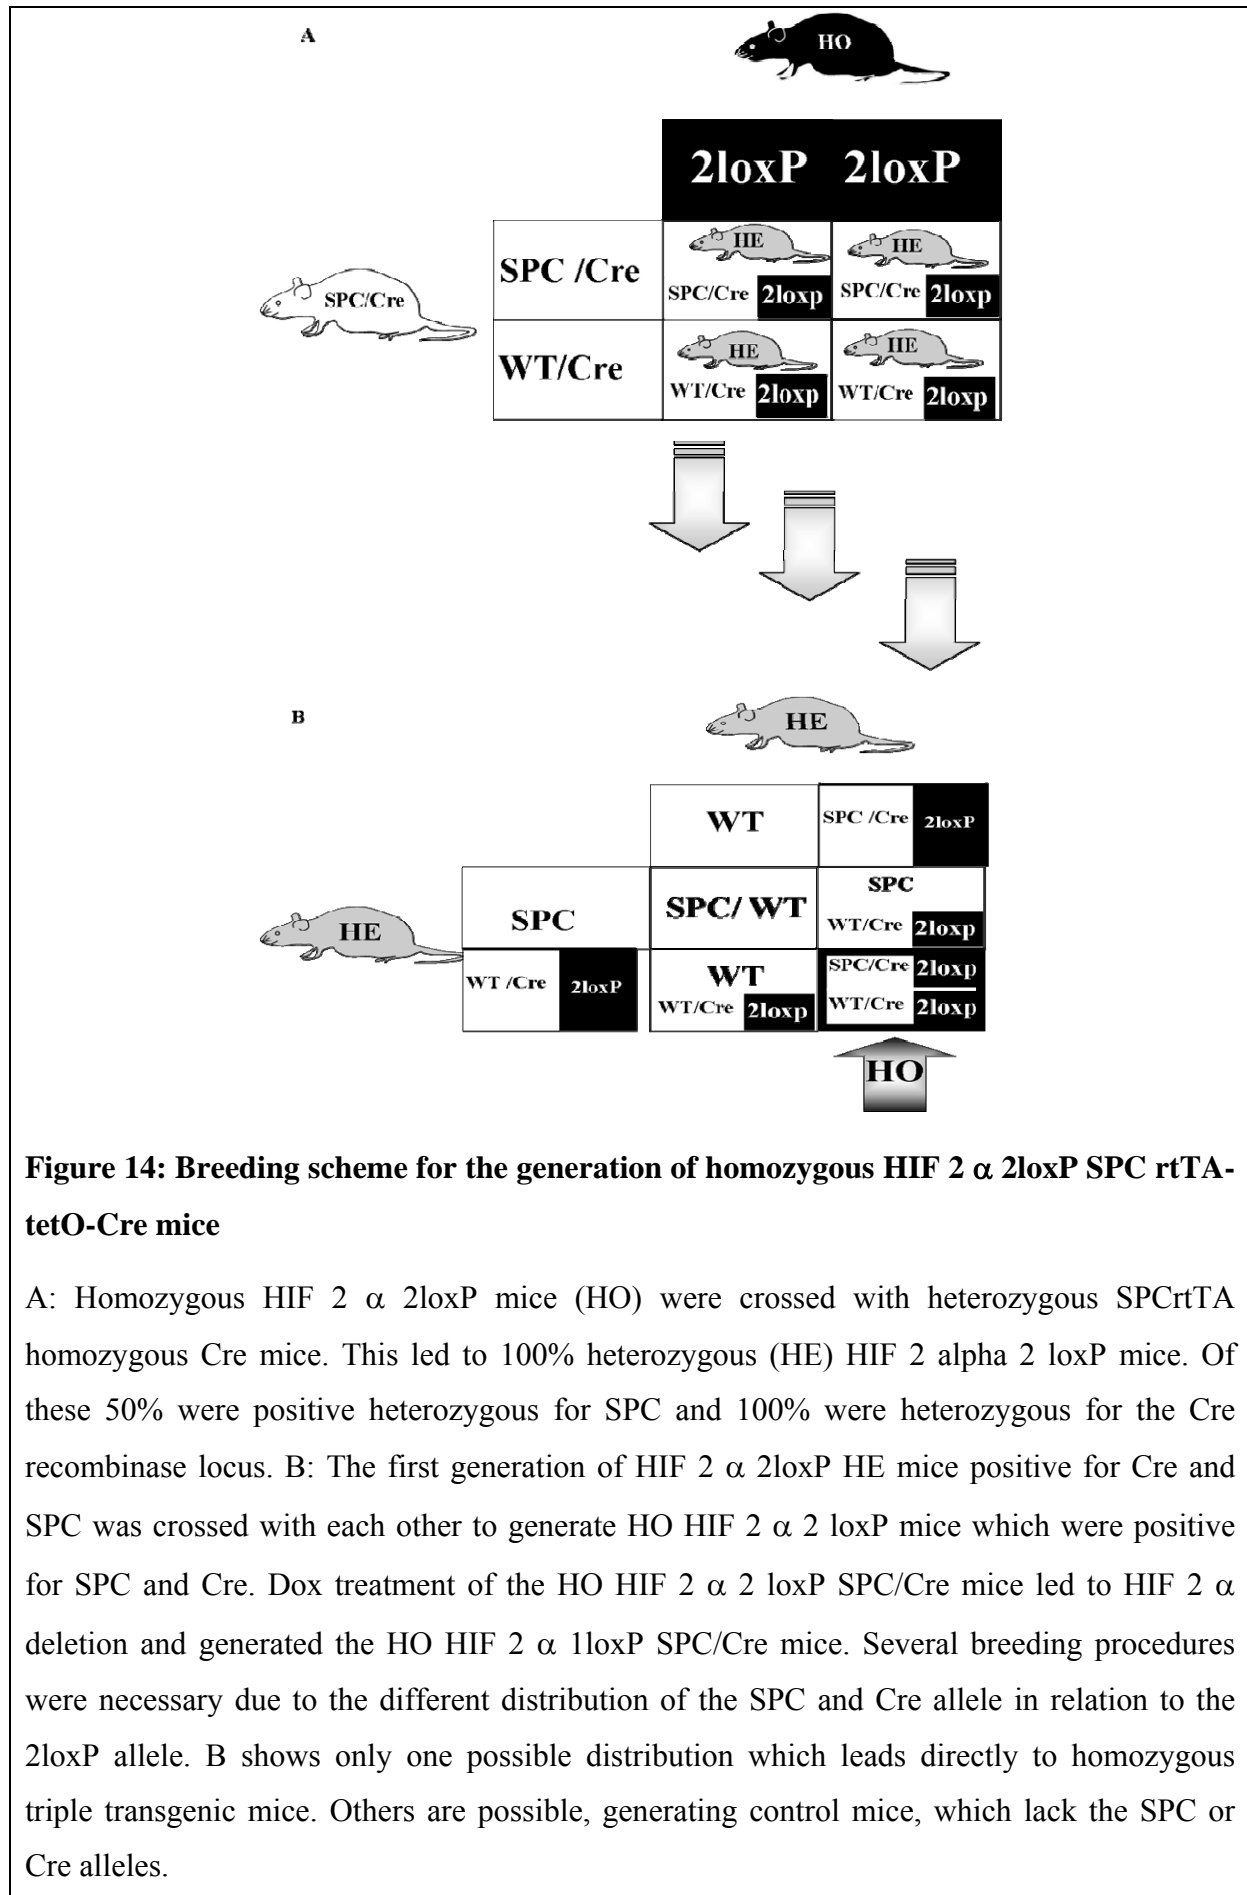 A
HO
2loxP 2loxP
SPC /Cre
HE
SPC/Cre 2loxp
HE
SPC/Cre 2loxp
SPC/Cre
WT/Cre
HE
WT/Cre 2loxp
HE
WT/Cre 2loxp
B
HE
WT
SPC /Cre 2loxP
HE
SPC
SPC/ WT
SPC
WT/Cre 2loxp
WT /Cre 2loxP
WT
WT/Cre 2loxp
SPC/Cre 2loxp
WT/Cre 2loxp
HO
Figure 14: Breeding scheme for the generation of homozygous HIF 2 α 2loxP SPC rtTA-
tetO-Cre mice
A: Homozygous HIF 2 α 2loxP mice (HO) were crossed with heterozygous SPCrtTA
homozygous Cre mice. This led to 100% heterozygous (HE) HIF 2 alpha 2 loxP mice. Of
these 50% were positive heterozygous for SPC and 100% were heterozygous for the Cre
recombinase locus. B: The first generation of HIF 2 α 2loxP HE mice positive for Cre and
SPC was crossed with each other to generate HO HIF 2 α 2 loxP mice which were positive
for SPC and Cre. Dox treatment of the HO HIF 2 α 2 loxP SPC/Cre mice led to HIF 2 α
deletion and generated the HO HIF 2 α 1loxP SPC/Cre mice. Several breeding procedures
were necessary due to the different distribution of the SPC and Cre allele in relation to the
2loxP allele. B shows only one possible distribution which leads directly to homozygous
triple transgenic mice. Others are possible, generating control mice, which lack the SPC or
Cre alleles.